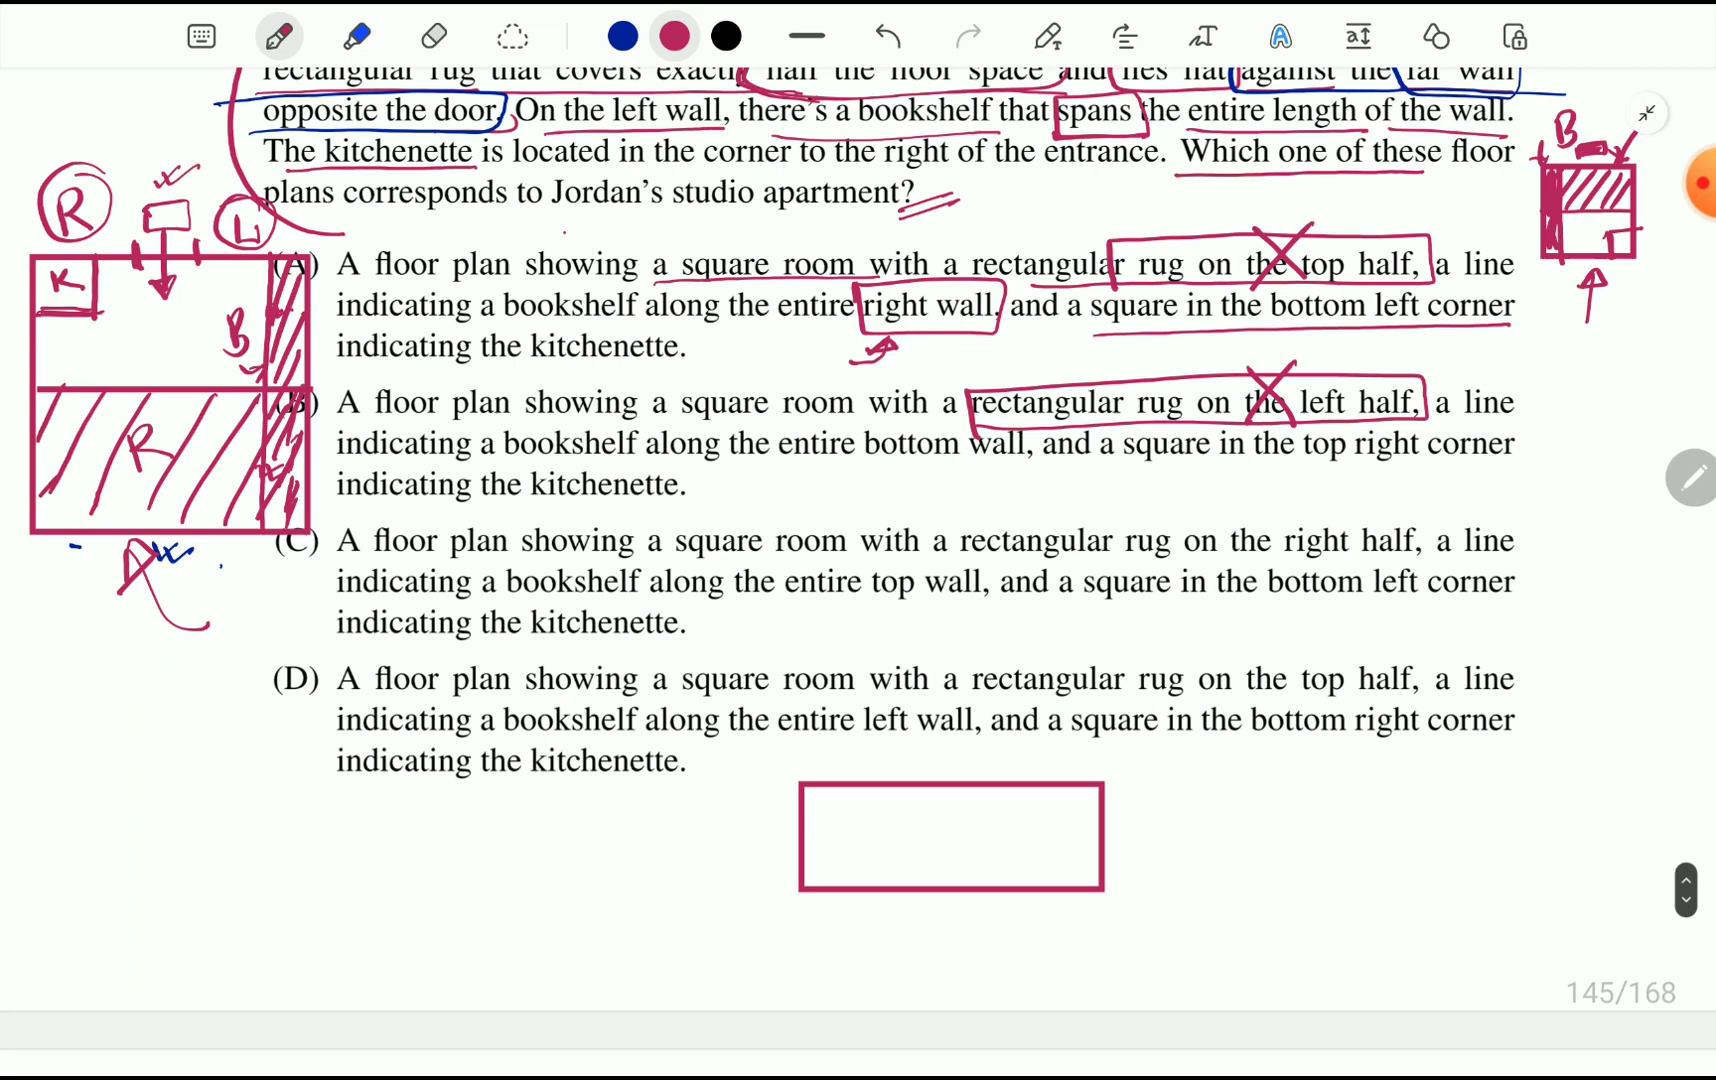 rectangular rug that covers exactly half the floor space and lies flat against the far wall
opposite the door. On the left wall, there's a bookshelf that spans the entire length of the wall.
The kitchenette is located in the corner to the right of the entrance. Which one of these floor
plans corresponds to Jordan's studio apartment?
(A) A floor plan showing a square room with a rectangular rug on the top half, a line
indicating a bookshelf along the entire right wall, and a square in the bottom left corner
indicating the kitchenette.
(B) A floor plan showing a square room with a rectangular rug on the left half, a line
indicating a bookshelf along the entire bottom wall, and a square in the top right corner
indicating the kitchenette.
(C) A floor plan showing a square room with a rectangular rug on the right half, a line
indicating a bookshelf along the entire top wall, and a square in the bottom left corner
indicating the kitchenette.
(D) A floor plan showing a square room with a rectangular rug on the top half, a line
indicating a bookshelf along the entire left wall, and a square in the bottom right corner
indicating the kitchenette.
R
L
K
B
R
B
145/168